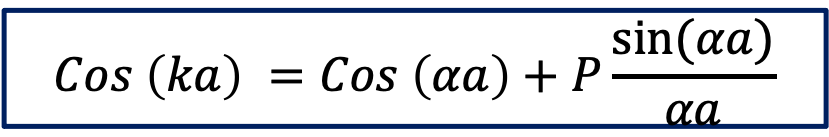 Cos (ka) = Cos (αa) + P sin(αa) / αa